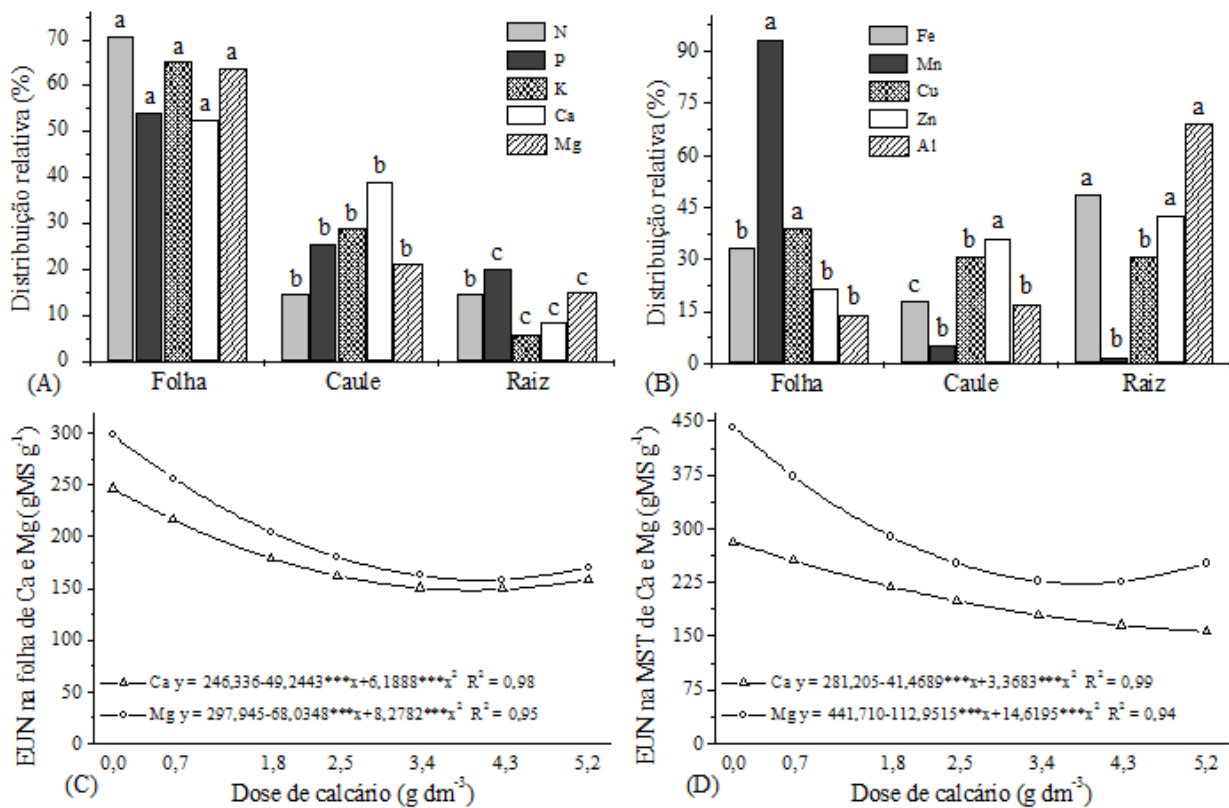 Distribuição relativa (%)
70
60
50
40
30
20
10
0
a a a a a
b b b b b
b c c c b
N
P
K
Ca
Mg
Folha Caule Raiz
(A)
Distribuição relativa (%)
90
75
60
45
30
15
0
b a a b b
c b b a b
a b b a a
Fe
Mn
Cu
Zn
Al
Folha Caule Raiz
(B)
EUN na folha de Ca e Mg (gMS g⁻¹)
300
250
200
150
100
50
0
Ca y = 246,336-49,2443***x+6,1888***x² R² = 0,98
Mg y = 297,945-68,0348***x+8,2782***x² R² = 0,95
0,0 0,7 1,8 2,5 3,4 4,3 5,2
(C) Dose de calcário (g dm⁻³)
EUN na MST de Ca e Mg (gMS g⁻¹)
450
375
300
225
150
75
0
Ca y = 281,205-41,4689***x+3,3683***x² R² = 0,99
Mg y = 441,710-112,9515***x+14,6195***x² R² = 0,94
0,0 0,7 1,8 2,5 3,4 4,3 5,2
(D) Dose de calcário (g dm⁻³)